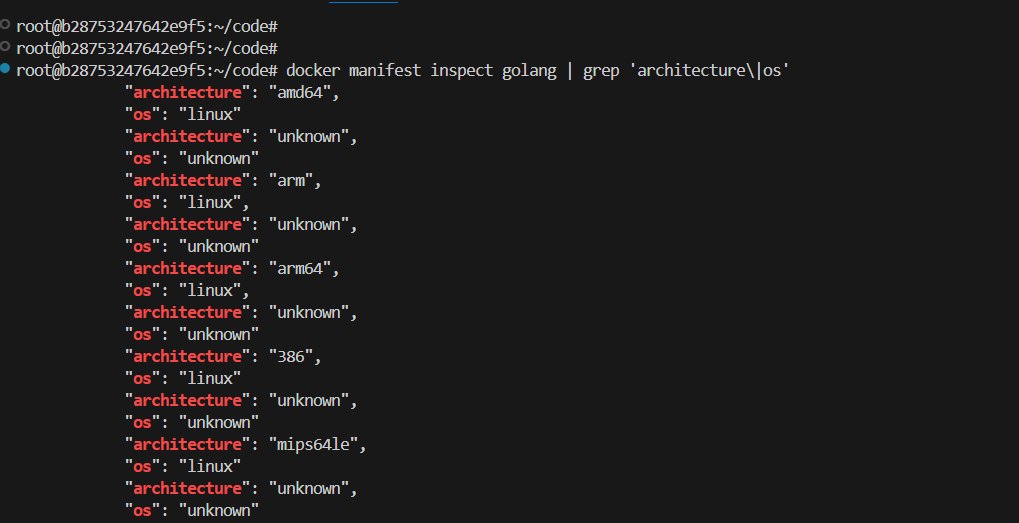 root@b28753247642e9f5:~/code#
root@b28753247642e9f5:~/code#
root@b28753247642e9f5:~/code# docker manifest inspect golang | grep 'architecture\|os'
"architecture": "amd64",
"os": "linux"
"architecture": "unknown",
"os": "unknown"
"architecture": "arm",
"os": "linux",
"architecture": "unknown",
"os": "unknown"
"architecture": "arm64",
"os": "linux",
"architecture": "unknown",
"os": "unknown"
"architecture": "386",
"os": "linux"
"architecture": "unknown",
"os": "unknown"
"architecture": "mips64le",
"os": "linux"
"architecture": "unknown",
"os": "unknown"